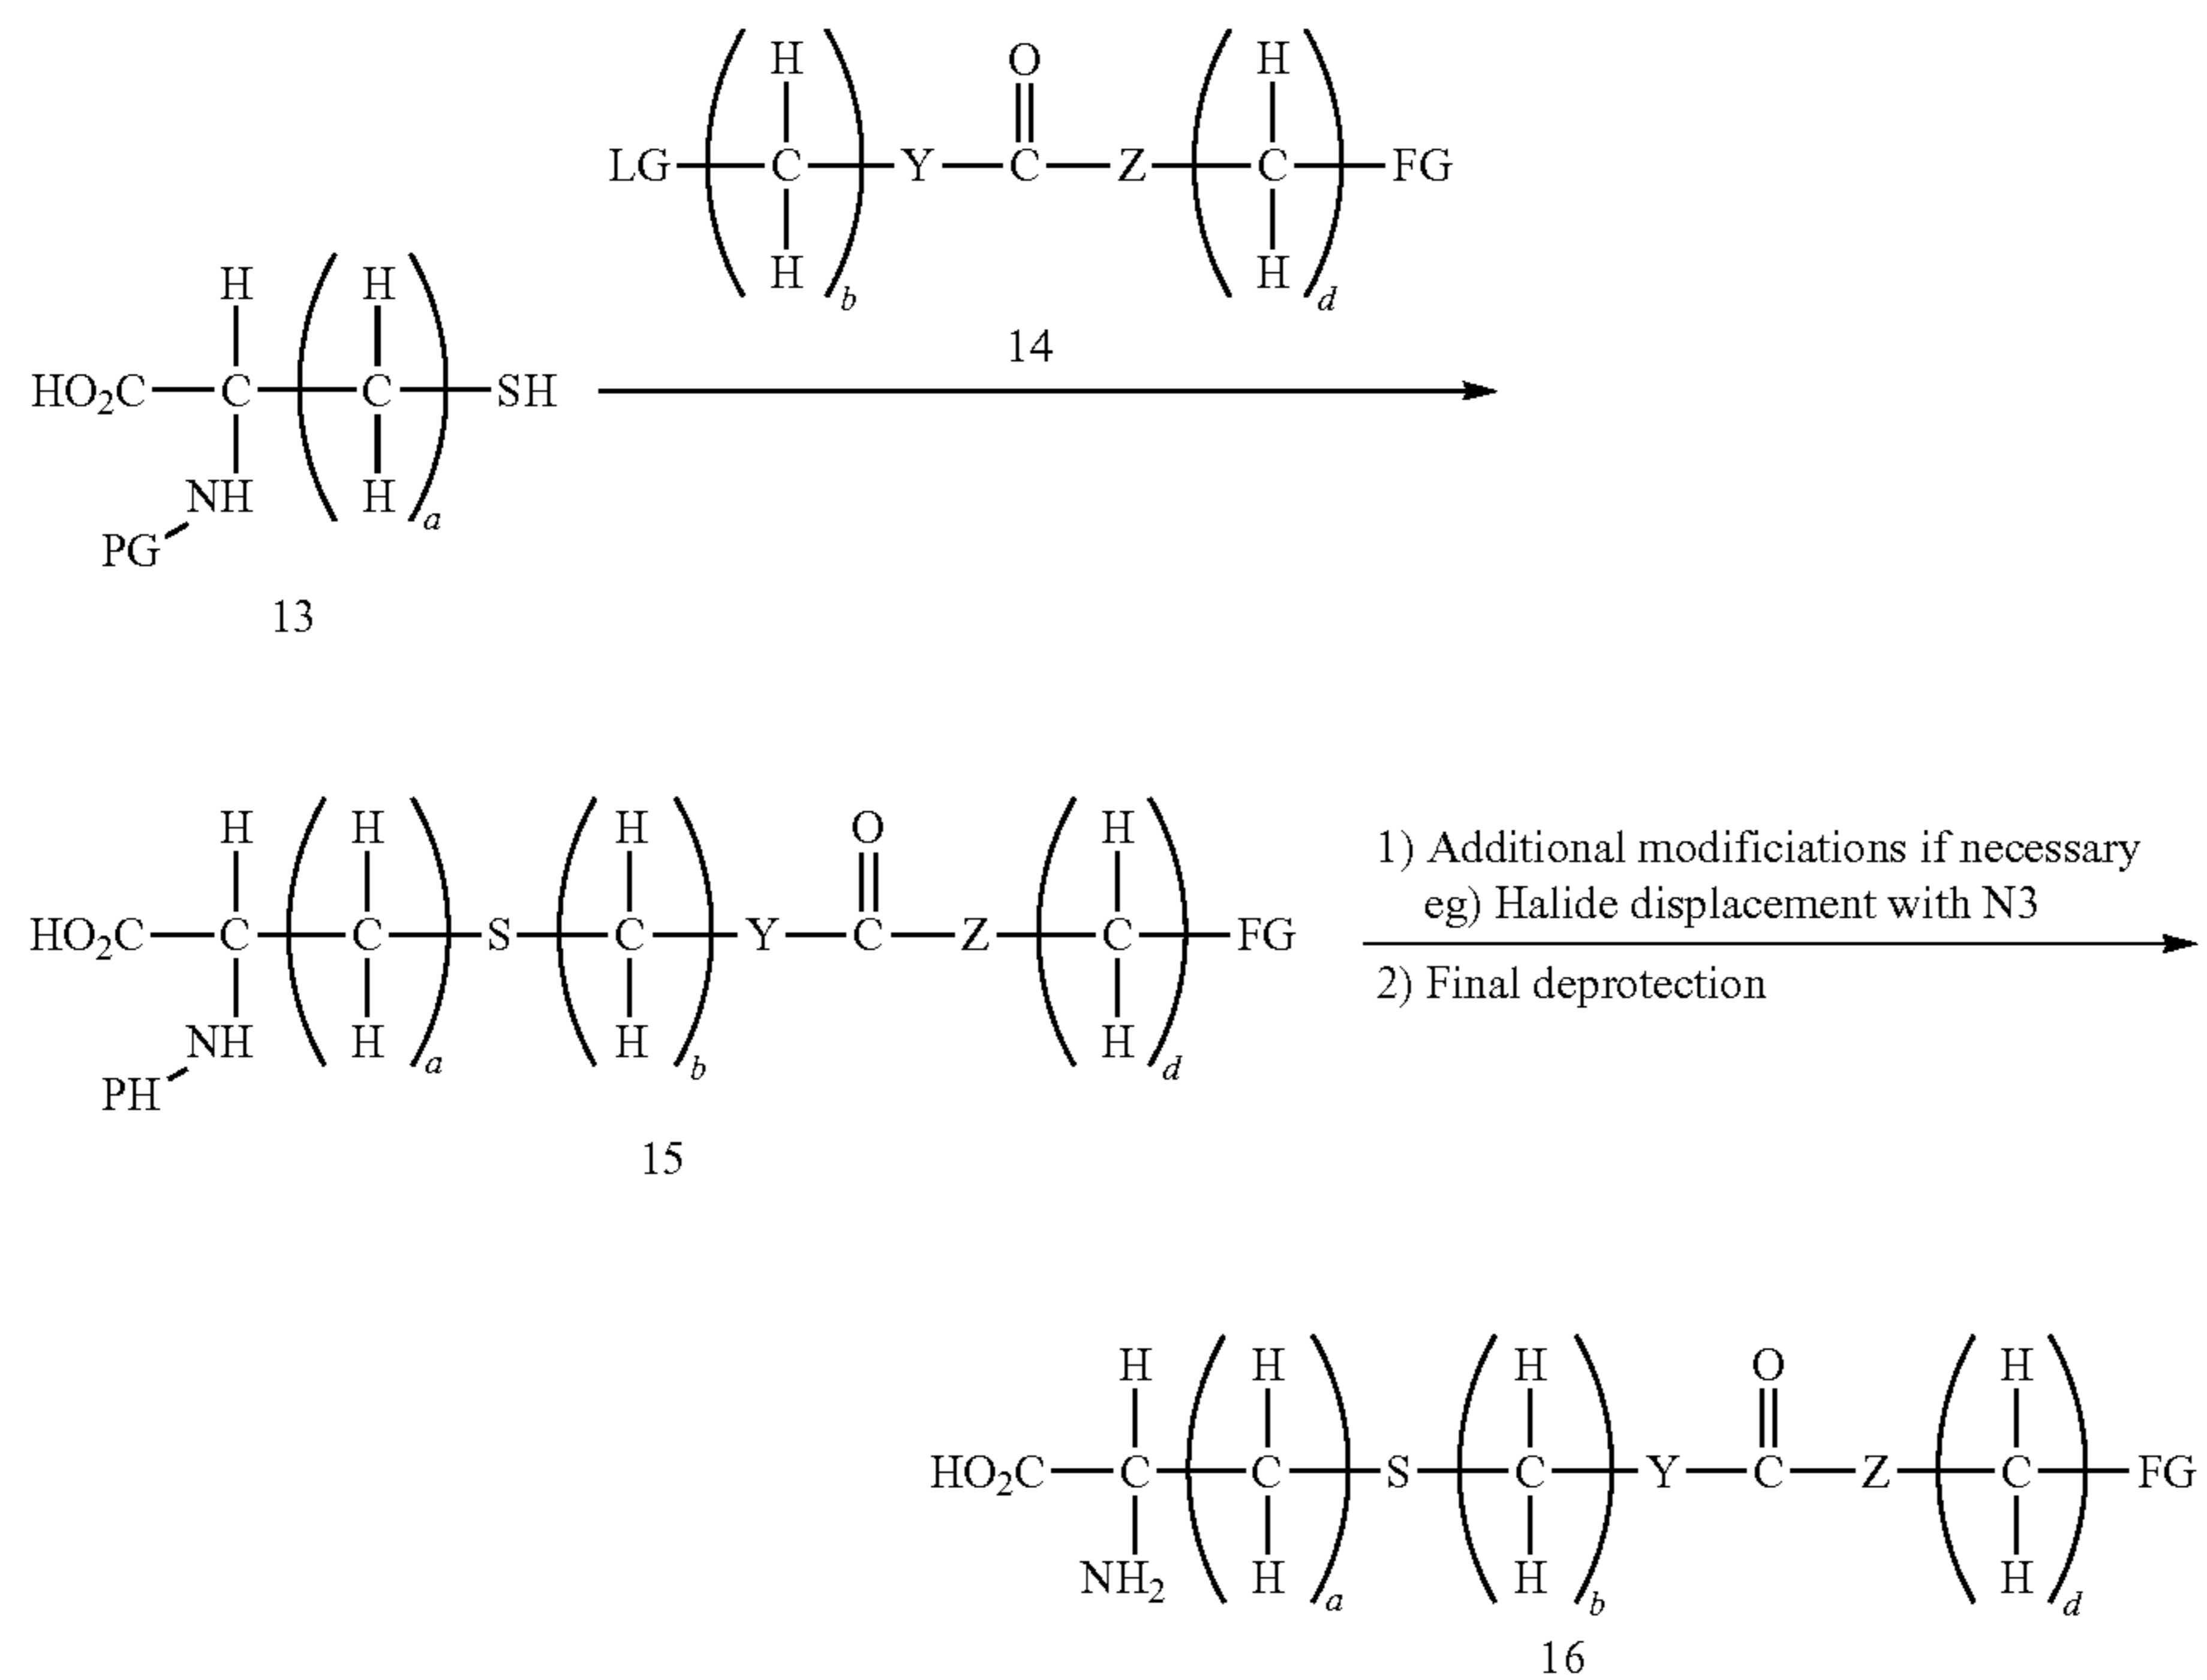 H O H
LG C Y C Z C FG
H b H d
14
H H
HO₂C C C SH
NH H a
PG
13
H H H O H
HO₂C C C S C Y C Z C FG
NH H a H b H d
PH
15
1) Additional modificiations if necessary
eg) Halide displacement with N3
2) Final deprotection
H H H O H
HO₂C C C S C Y C Z C FG
NH₂ H a H b H d
16